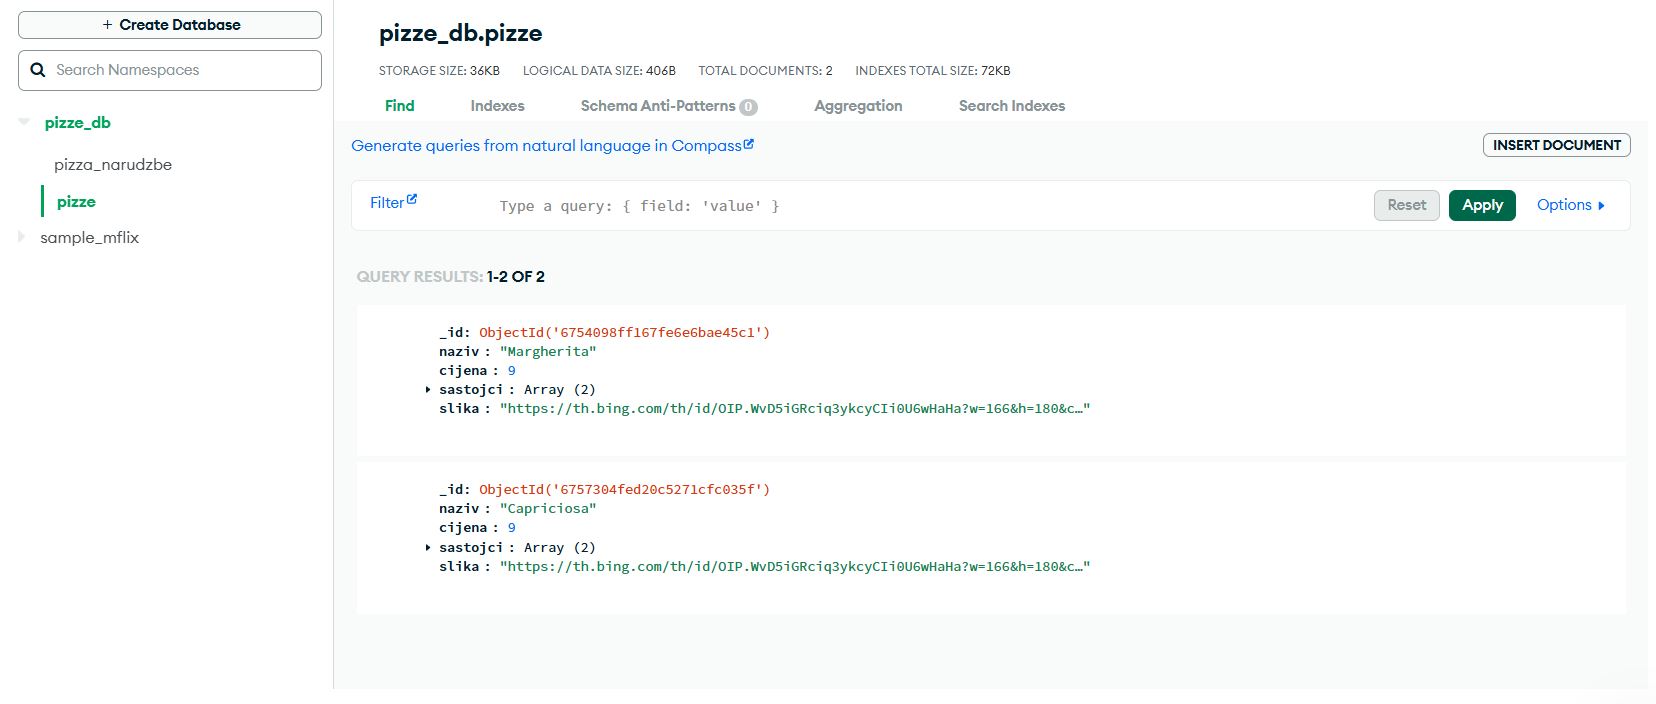 + Create Database
Search Namespaces
pizze_db
pizza_narudzbe
pizze
sample_mflix
pizze_db.pizze
STORAGE SIZE: 36KB LOGICAL DATA SIZE: 406B TOTAL DOCUMENTS: 2 INDEXES TOTAL SIZE: 72KB
Find Indexes Schema Anti-Patterns 0 Aggregation Search Indexes
Generate queries from natural language in Compass
INSERT DOCUMENT
Filter Type a query: { field: 'value' } Reset Apply Options
QUERY RESULTS: 1-2 OF 2
_id: ObjectId('6754098ff167fe6e6bae45c1')
naziv : "Margherita"
cijena : 9
sastojci : Array (2)
slika : "https://th.bing.com/th/id/OIP.WvD5iGRciq3ykcyCIi0U6wHaHa?w=166&h=180&c…"
_id: ObjectId('6757304fed20c5271cfc035f')
naziv : "Capriciosa"
cijena : 9
sastojci : Array (2)
slika : "https://th.bing.com/th/id/OIP.WvD5iGRciq3ykcyCIi0U6wHaHa?w=166&h=180&c…"